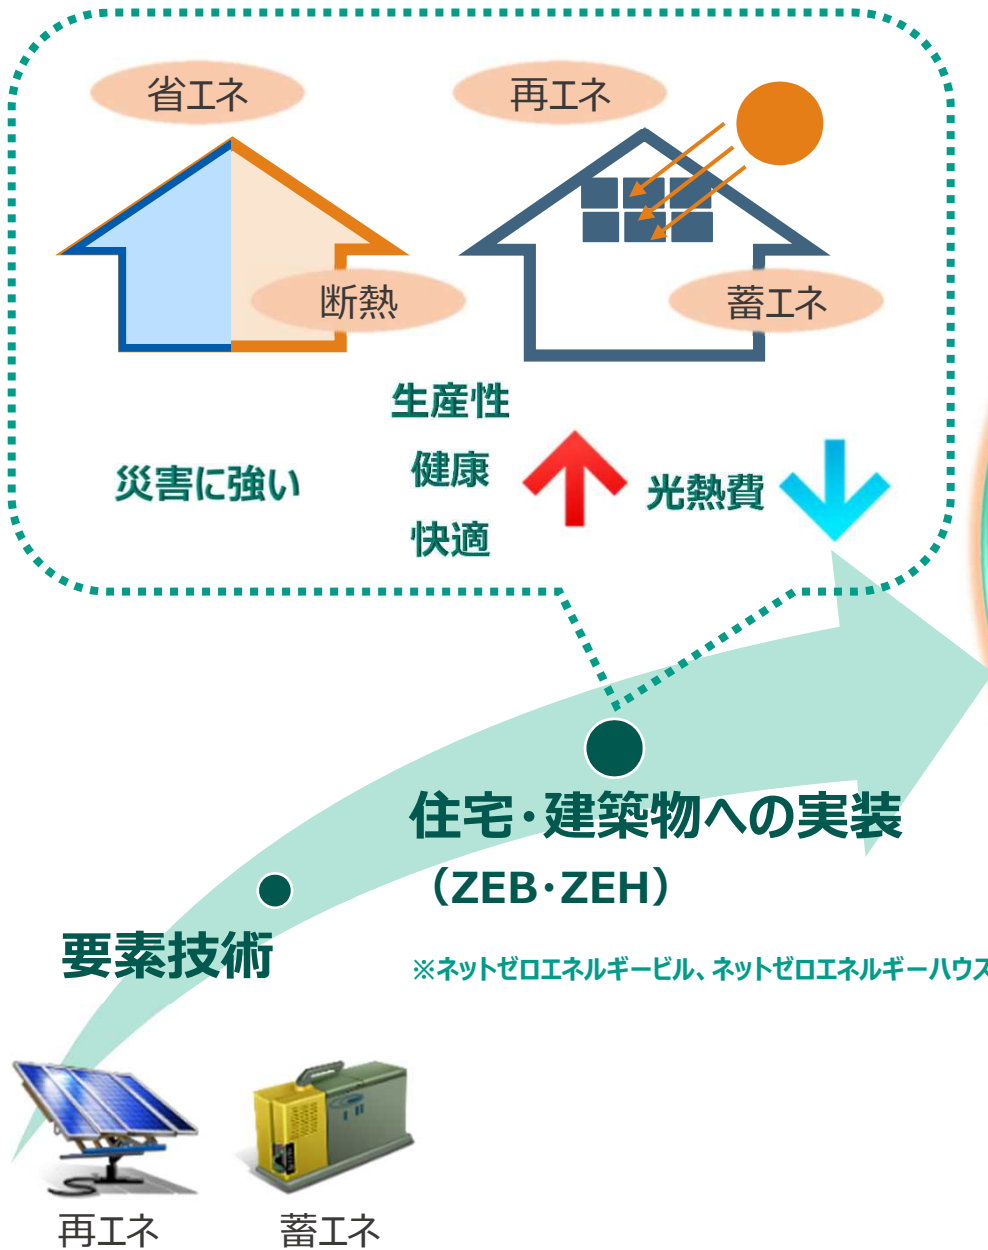 省エネ
再エネ
断熱
蓄エネ
生産性
健康
快適
災害に強い
光熱費
住宅・建築物への実装
（ZEB・ZEH）
要素技術
※ネットゼロエネルギービル、ネットゼロエネルギーハウス
再エネ
蓄エネ